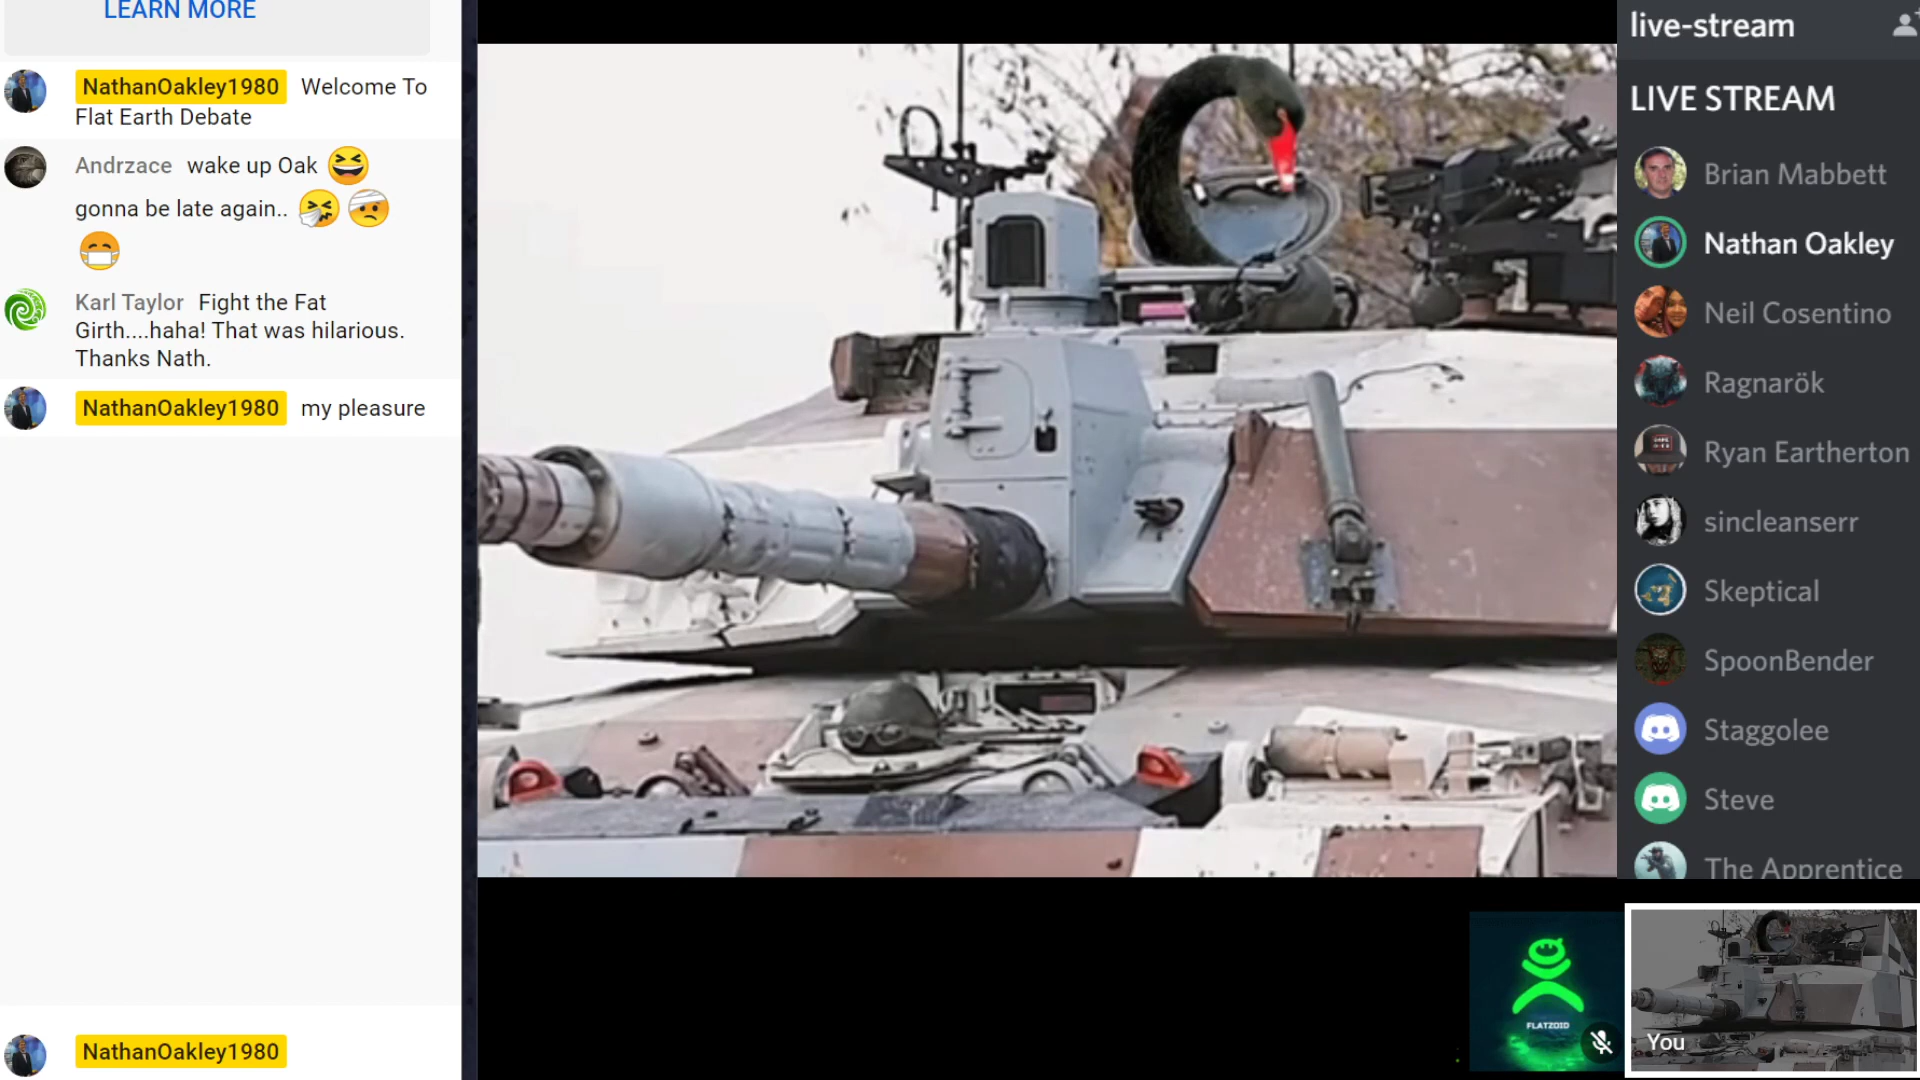 LEARN MORE
NathanOakley1980 Welcome To
Flat Earth Debate
Andrzace wake up Oak
gonna be late again..
Karl Taylor Fight the Fat
Girth....haha! That was hilarious.
Thanks Nath.
NathanOakley1980 my pleasure
NathanOakley1980
live-stream
LIVE STREAM
Brian Mabbett
Nathan Oakley
Neil Cosentino
Ragnarök
Ryan Eartherton
sincleanserr
Skeptical
SpoonBender
Staggolee
Steve
The Apprentice
FLATZOID
You